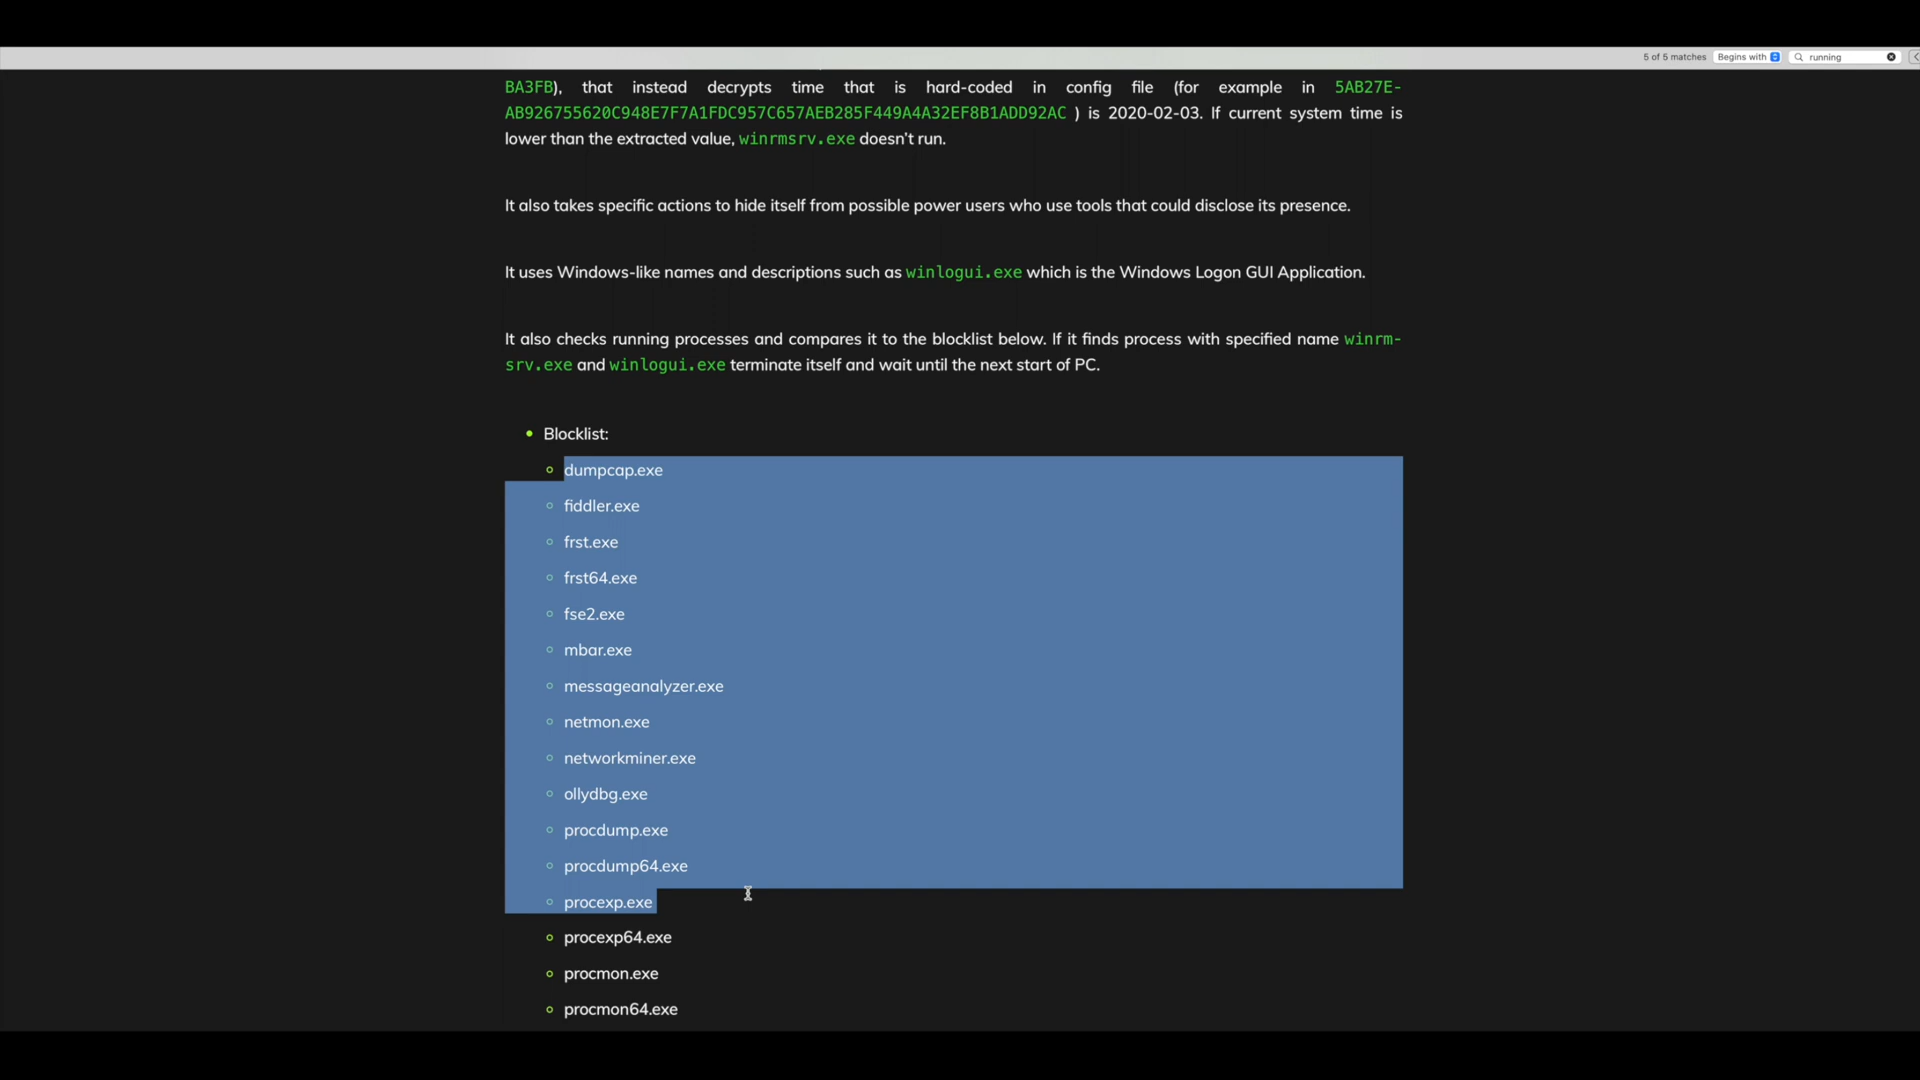 5 of 5 matches
Begins with
running
BA3FB), that instead decrypts time that is hard-coded in config file (for example in 5AB27E-
AB926755620C948E7F7A1FDC957C657AEB285F449A4A32EF8B1ADD92AC ) is 2020-02-03. If current system time is
lower than the extracted value, winrmsrv.exe doesn't run.
It also takes specific actions to hide itself from possible power users who use tools that could disclose its presence.
It uses Windows-like names and descriptions such as winlogui.exe which is the Windows Logon GUI Application.
It also checks running processes and compares it to the blocklist below. If it finds process with specified name winrm-
srv.exe and winlogui.exe terminate itself and wait until the next start of PC.
Blocklist:
dumpcap.exe
fiddler.exe
frst.exe
frst64.exe
fse2.exe
mbar.exe
messageanalyzer.exe
netmon.exe
networkminer.exe
ollydbg.exe
procdump.exe
procdump64.exe
procexp.exe
procexp64.exe
procmon.exe
procmon64.exe